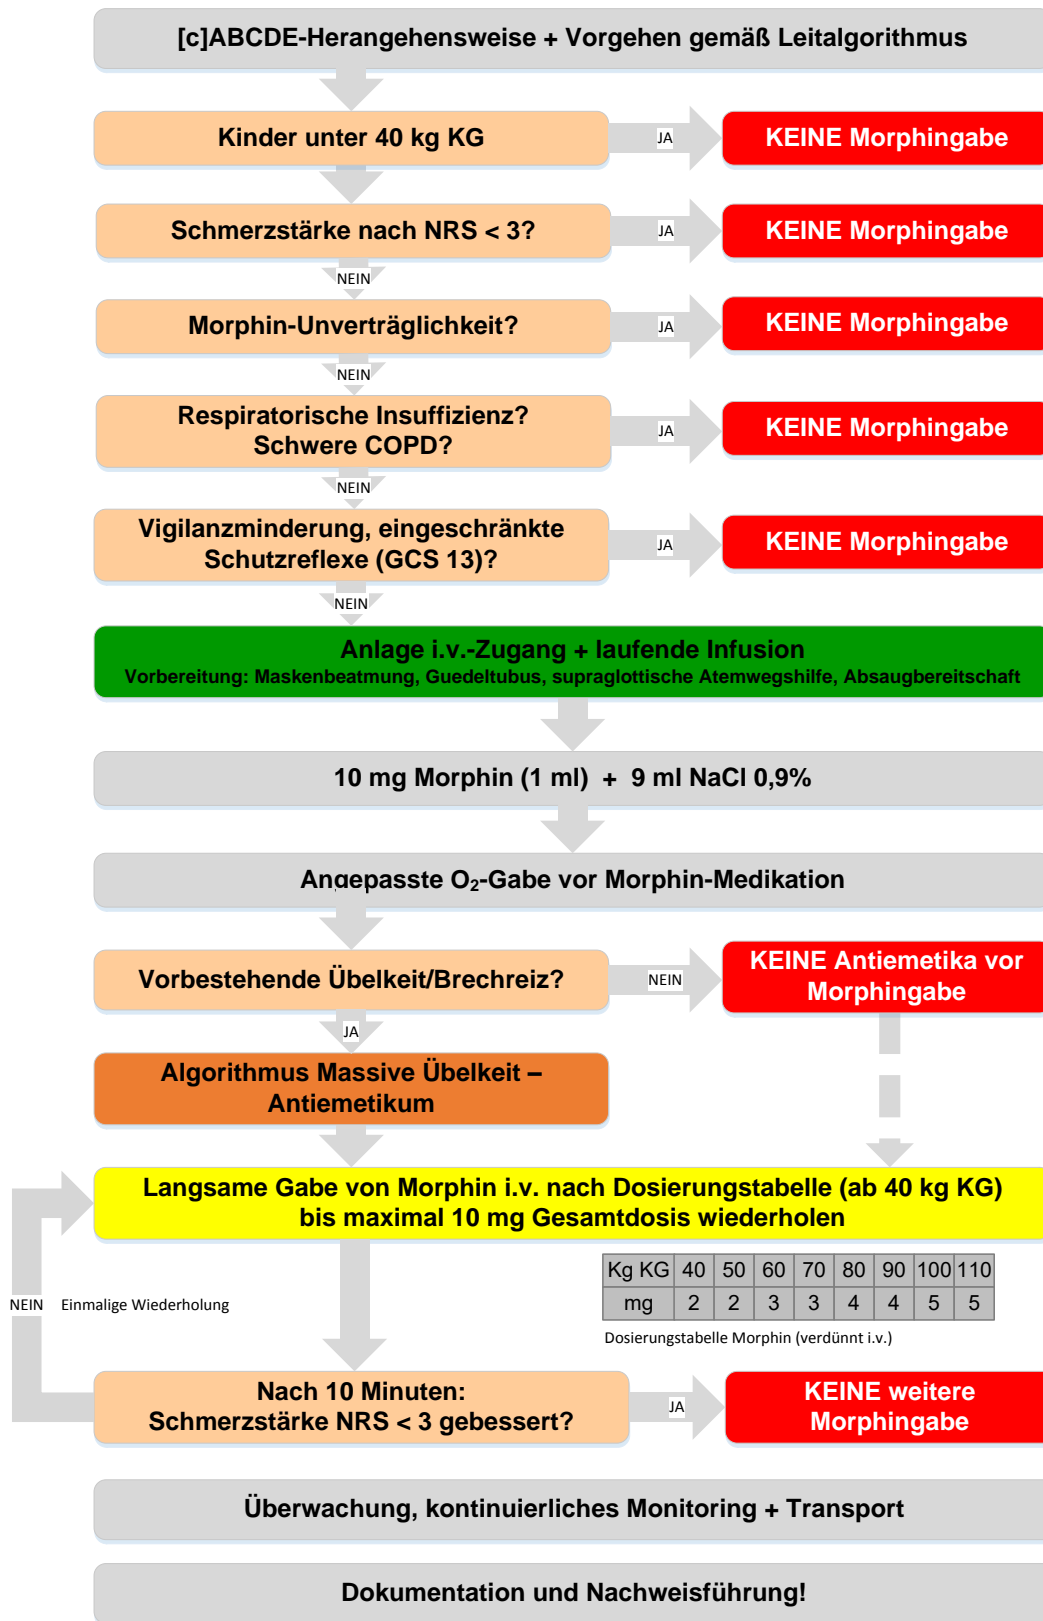 [c]ABCDE-Herangehensweise + Vorgehen gemäß Leitalgorithmus
Kinder unter 40 kg KG
JA
KEINE Morphingabe
Schmerzstärke nach NRS < 3?
JA
KEINE Morphingabe
NEIN
Morphin-Unverträglichkeit?
JA
KEINE Morphingabe
NEIN
Respiratorische Insuffizienz?
Schwere COPD?
JA
KEINE Morphingabe
NEIN
Vigilanzminderung, eingeschränkte
Schutzreflexe (GCS 13)?
JA
KEINE Morphingabe
NEIN
Anlage i.v.-Zugang + laufende Infusion
Vorbereitung: Maskenbeatmung, Guedeltubus, supraglottische Atemwegshilfe, Absaugbereitschaft
10 mg Morphin (1 ml) + 9 ml NaCl 0,9%
Angepasste O₂-Gabe vor Morphin-Medikation
Vorbestehende Übelkeit/Brechreiz?
NEIN
KEINE Antiemetika vor
Morphingabe
JA
Algorithmus Massive Übelkeit –
Antiemetikum
Langsame Gabe von Morphin i.v. nach Dosierungstabelle (ab 40 kg KG)
bis maximal 10 mg Gesamtdosis wiederholen
Kg KG 40 50 60 70 80 90 100 110
mg 2 2 3 3 4 4 5 5
Dosierungstabelle Morphin (verdünnt i.v.)
NEIN Einmalige Wiederholung
Nach 10 Minuten:
Schmerzstärke NRS < 3 gebessert?
JA
KEINE weitere
Morphingabe
Überwachung, kontinuierliches Monitoring + Transport
Dokumentation und Nachweisführung!